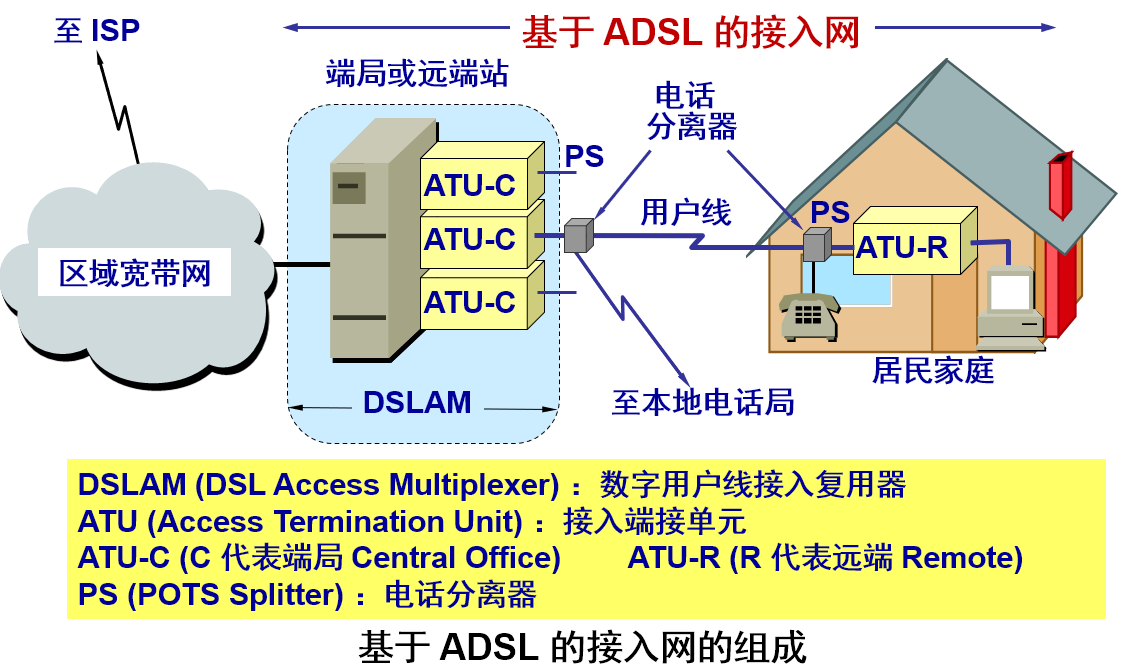 至 ISP
基于 ADSL 的接入网
端局或远端站
电话
分离器
PS
ATU-C
ATU-C
ATU-C
用户线
PS
ATU-R
区域宽带网
居民家庭
DSLAM
至本地电话局
DSLAM (DSL Access Multiplexer) ：数字用户线接入复用器
ATU (Access Termination Unit) ：接入端接单元
ATU-C (C 代表端局 Central Office) ATU-R (R 代表远端 Remote)
PS (POTS Splitter) ：电话分离器
基于 ADSL 的接入网的组成